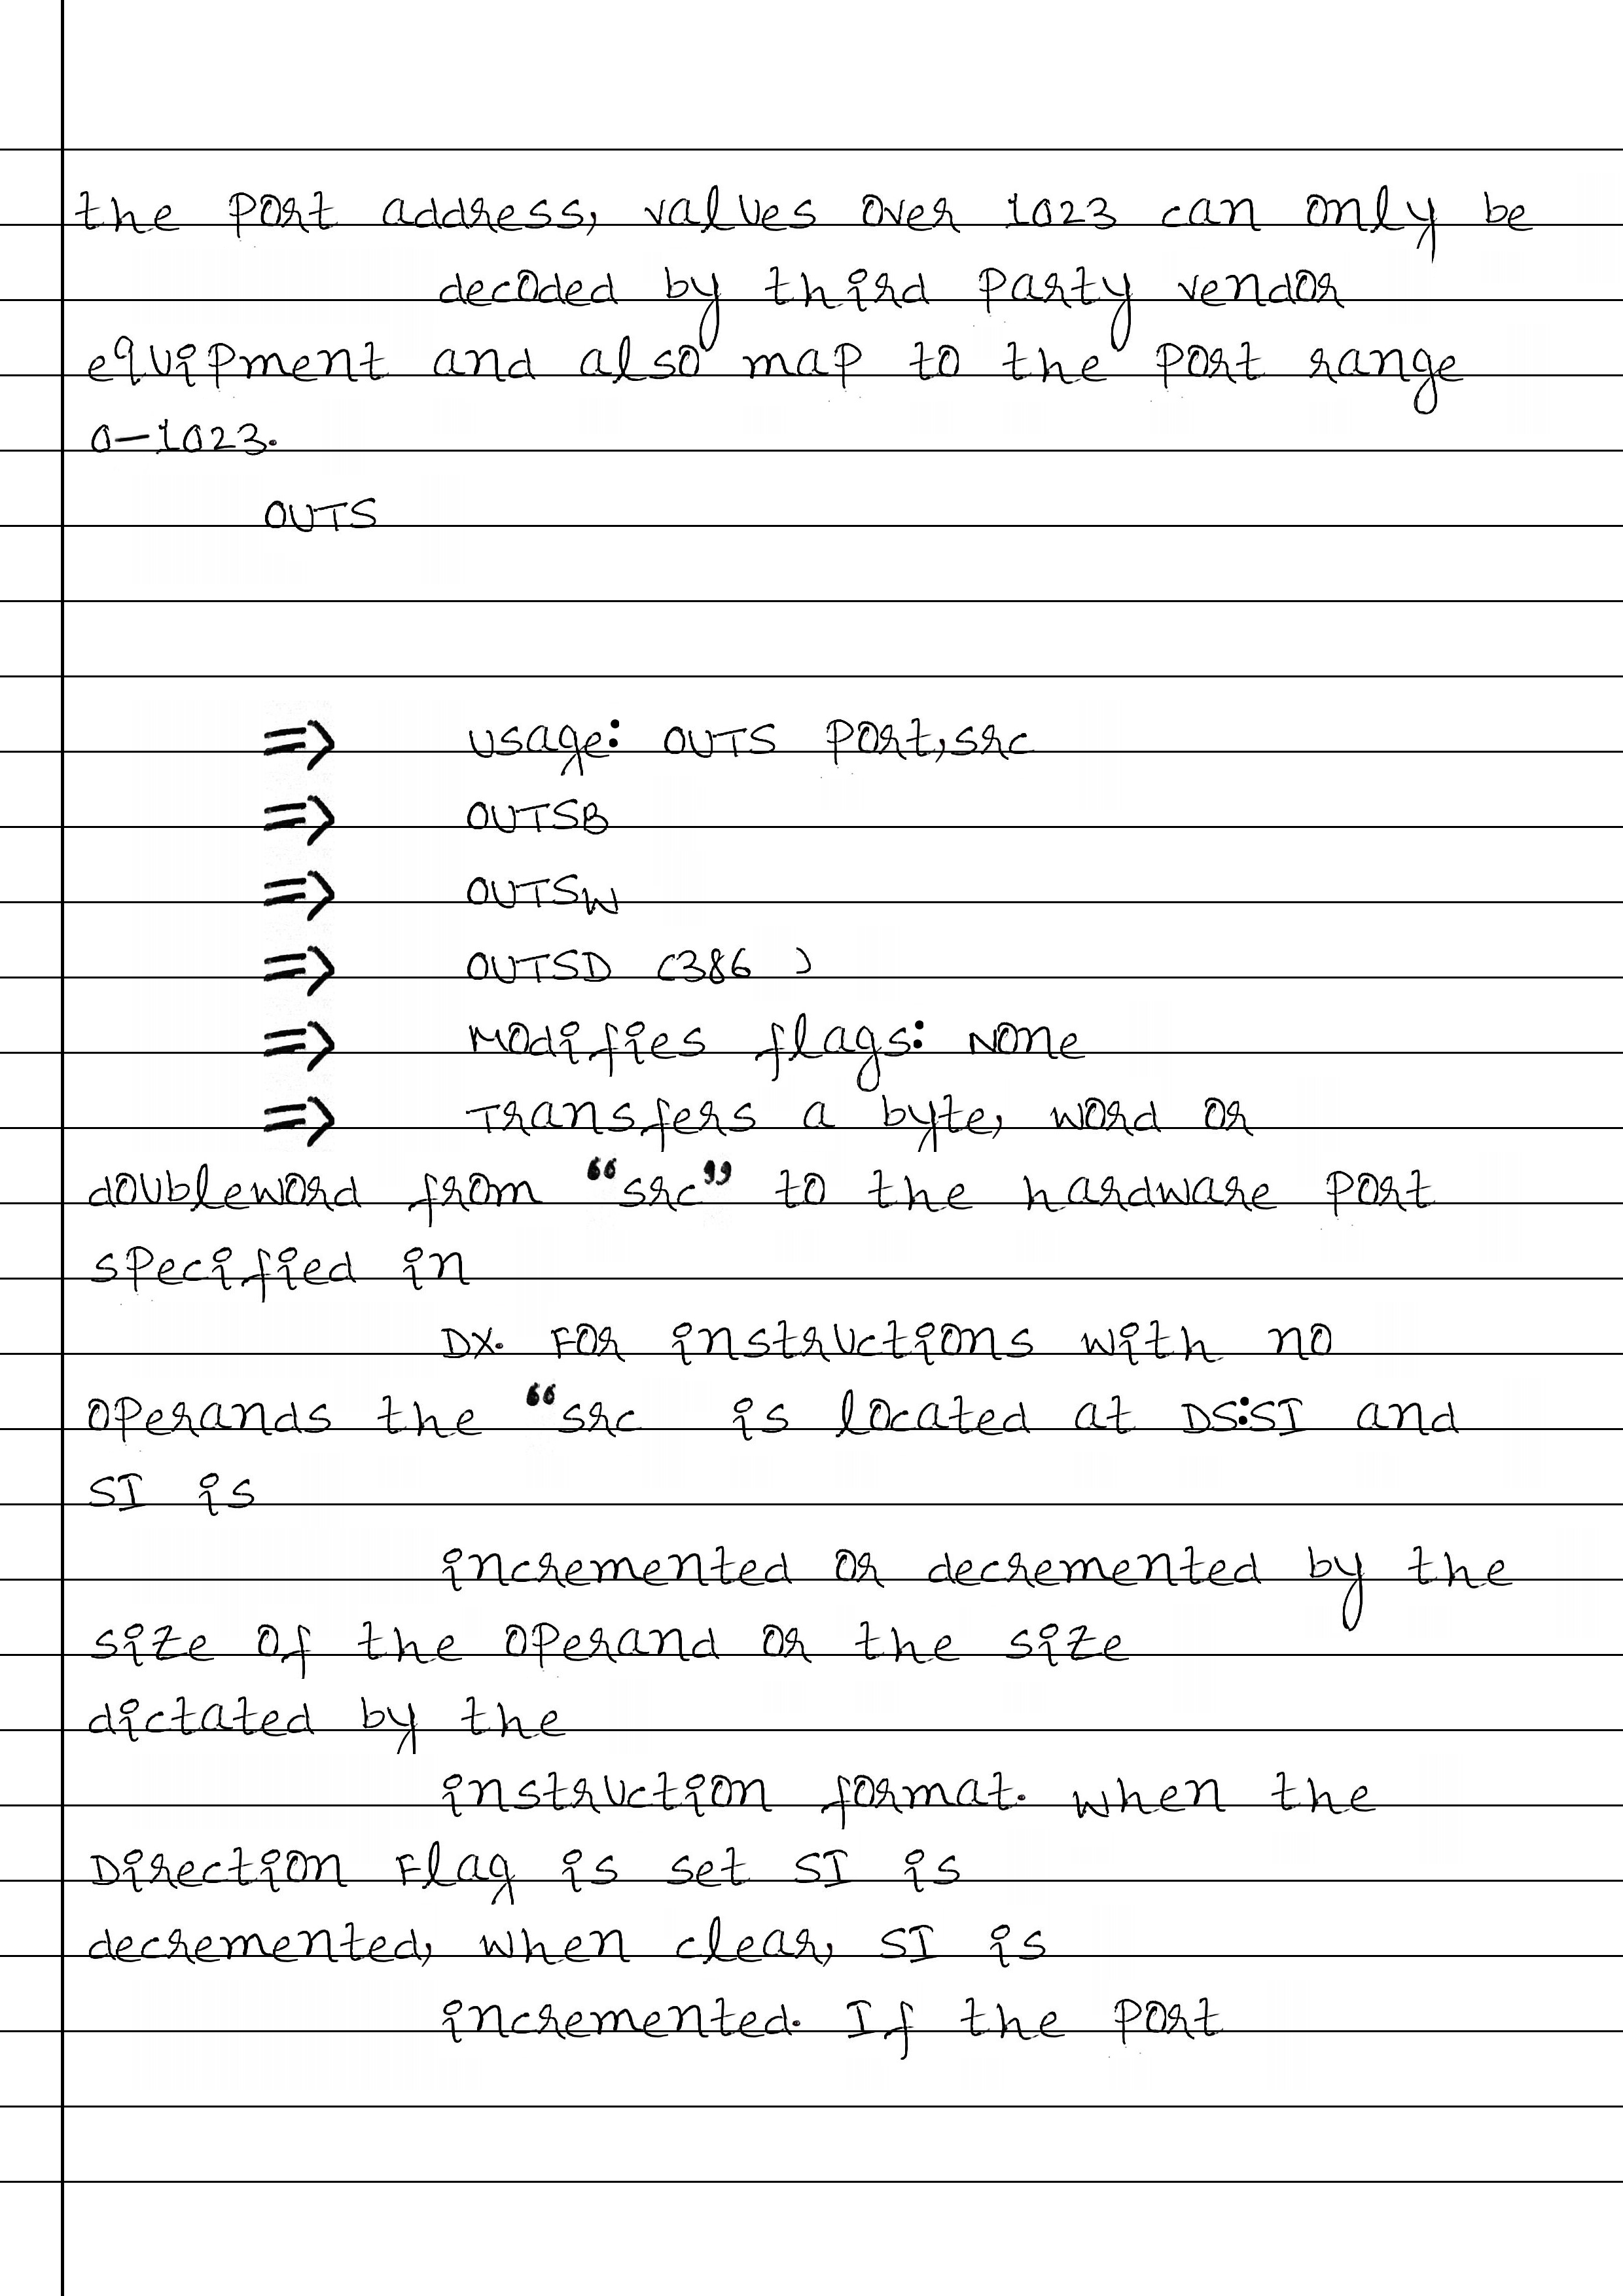 the port address, values over 1023 can only be
decoded by third party vendor
equipment and also map to the port range
0-1023.
OUTS
=> usage: OUTS port,src
=> OUTSB
=> OUTSW
=> OUTSD (386 )
=> Modifies flags: None
=> Transfers a byte, word or
doubleword from “src” to the hardware port
specified in
DX. For instructions with no
operands the “src is located at DS:SI and
SI is
incremented or decremented by the
size of the operand or the size
dictated by the
instruction format. When the
Direction Flag is set SI is
decremented, when clear, SI is
incremented. If the port